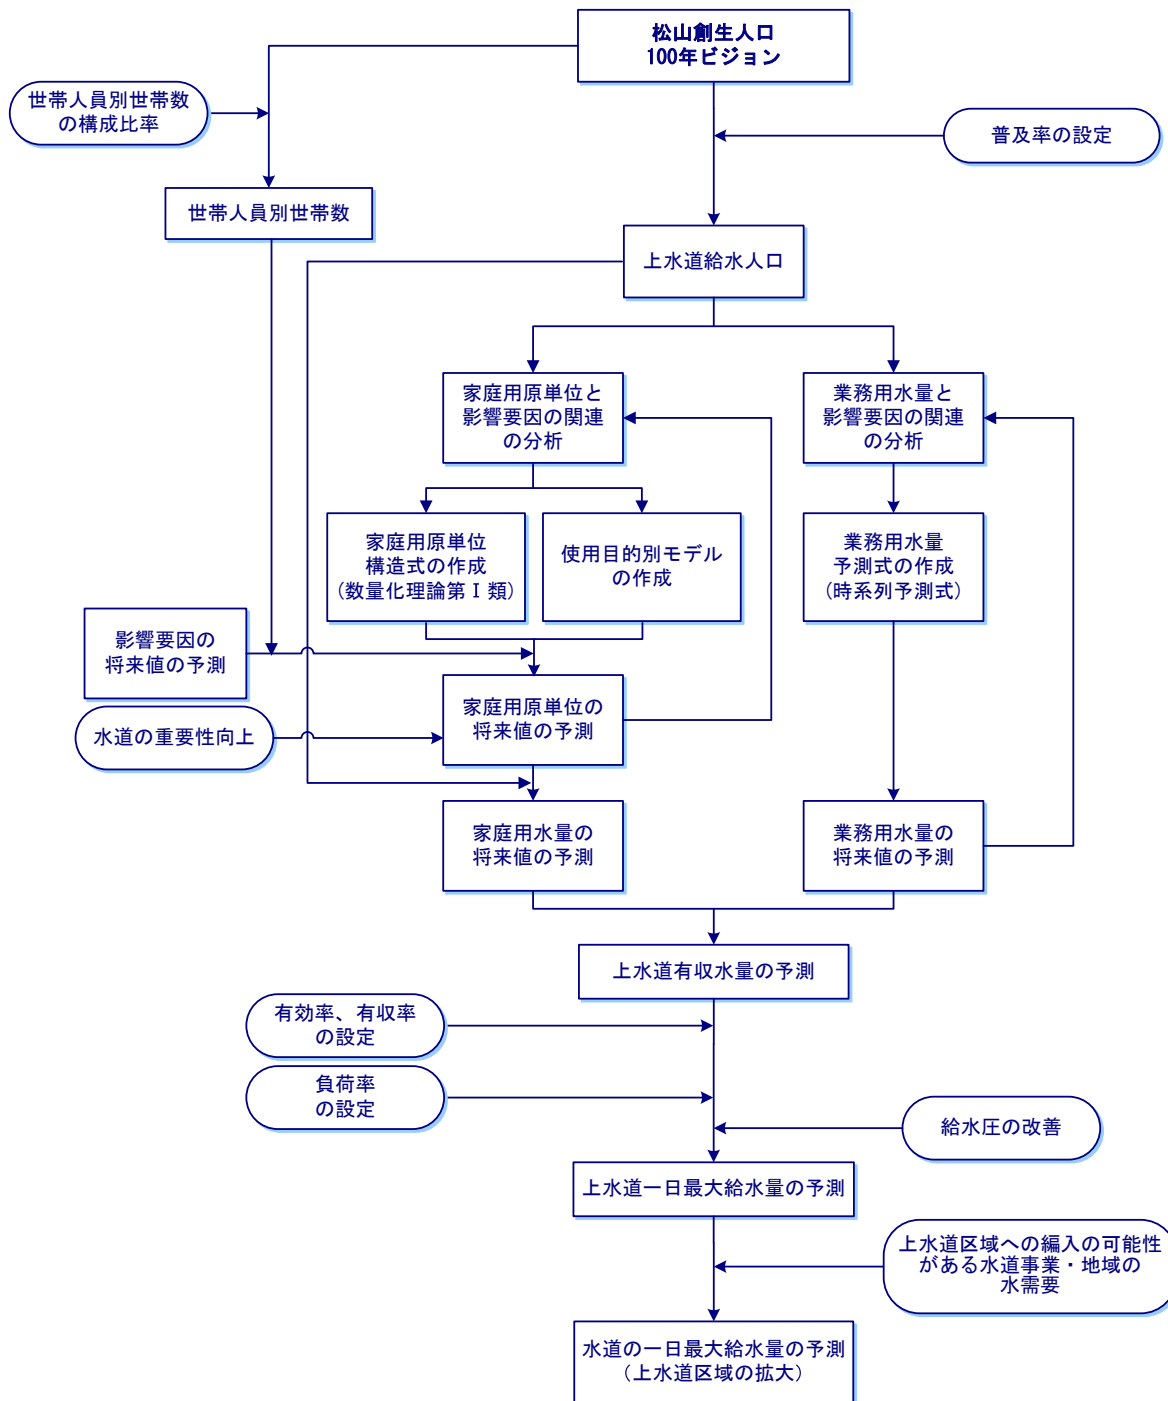 松山創生人口
100年ビジョン
世帯人員別世帯数
の構成比率
普及率の設定
世帯人員別世帯数
上水道給水人口
家庭用原単位と
影響要因の関連
の分析
業務用水量と
影響要因の関連
の分析
家庭用原単位
構造式の作成
(数量化理論第Ⅰ類)
使用目的別モデル
の作成
業務用水量
予測式の作成
(時系列予測式)
影響要因の
将来値の予測
家庭用原単位の
将来値の予測
水道の重要性向上
家庭用水量の
将来値の予測
業務用水量の
将来値の予測
上水道有収水量の予測
有効率、有収率
の設定
負荷率
の設定
給水圧の改善
上水道一日最大給水量の予測
上水道区域への編入の可能性
がある水道事業・地域の
水需要
水道の一日最大給水量の予測
(上水道区域の拡大)